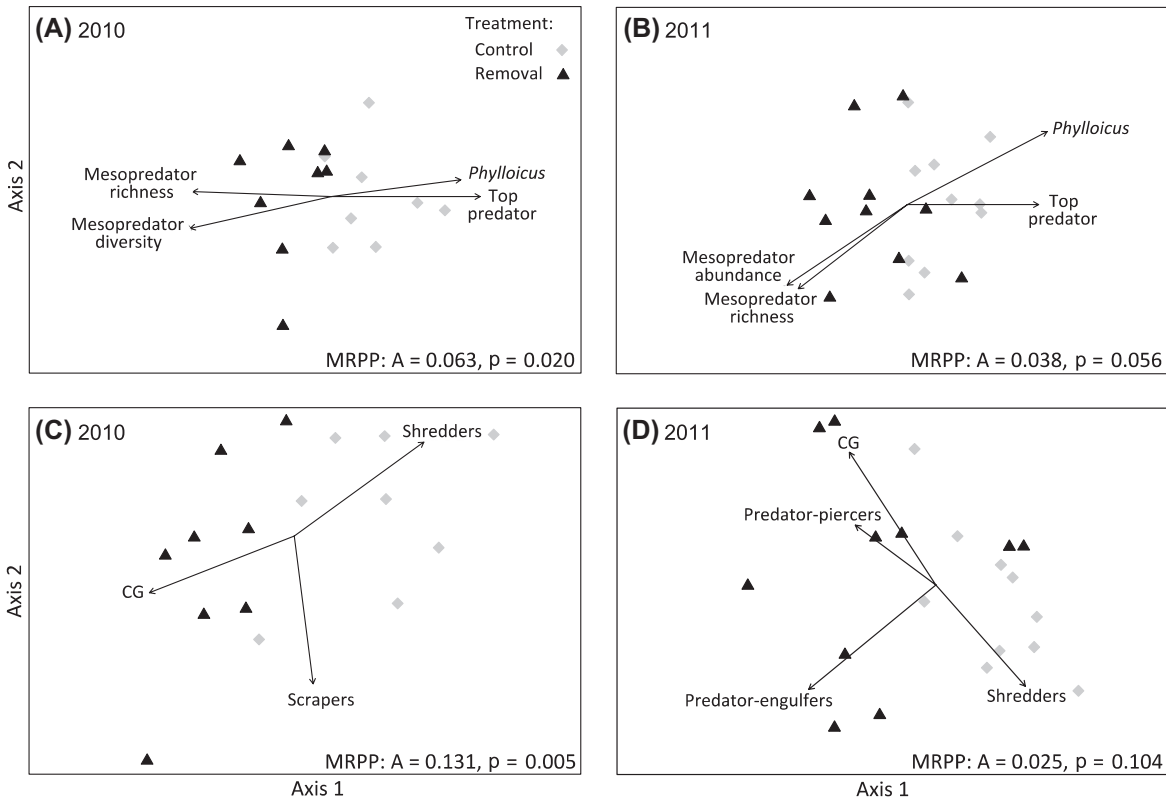 (A) 2010
Treatment:
Control
Removal
Mesopredator
richness
Mesopredator
diversity
Phylloicus
Top
predator
Axis 2
MRPP: A = 0.063, p = 0.020
(B) 2011
Phylloicus
Top
predator
Mesopredator
abundance
Mesopredator
richness
MRPP: A = 0.038, p = 0.056
(C) 2010
Shredders
CG
Scrapers
Axis 2
MRPP: A = 0.131, p = 0.005
Axis 1
(D) 2011
CG
Predator-piercers
Predator-engulfers
Shredders
MRPP: A = 0.025, p = 0.104
Axis 1